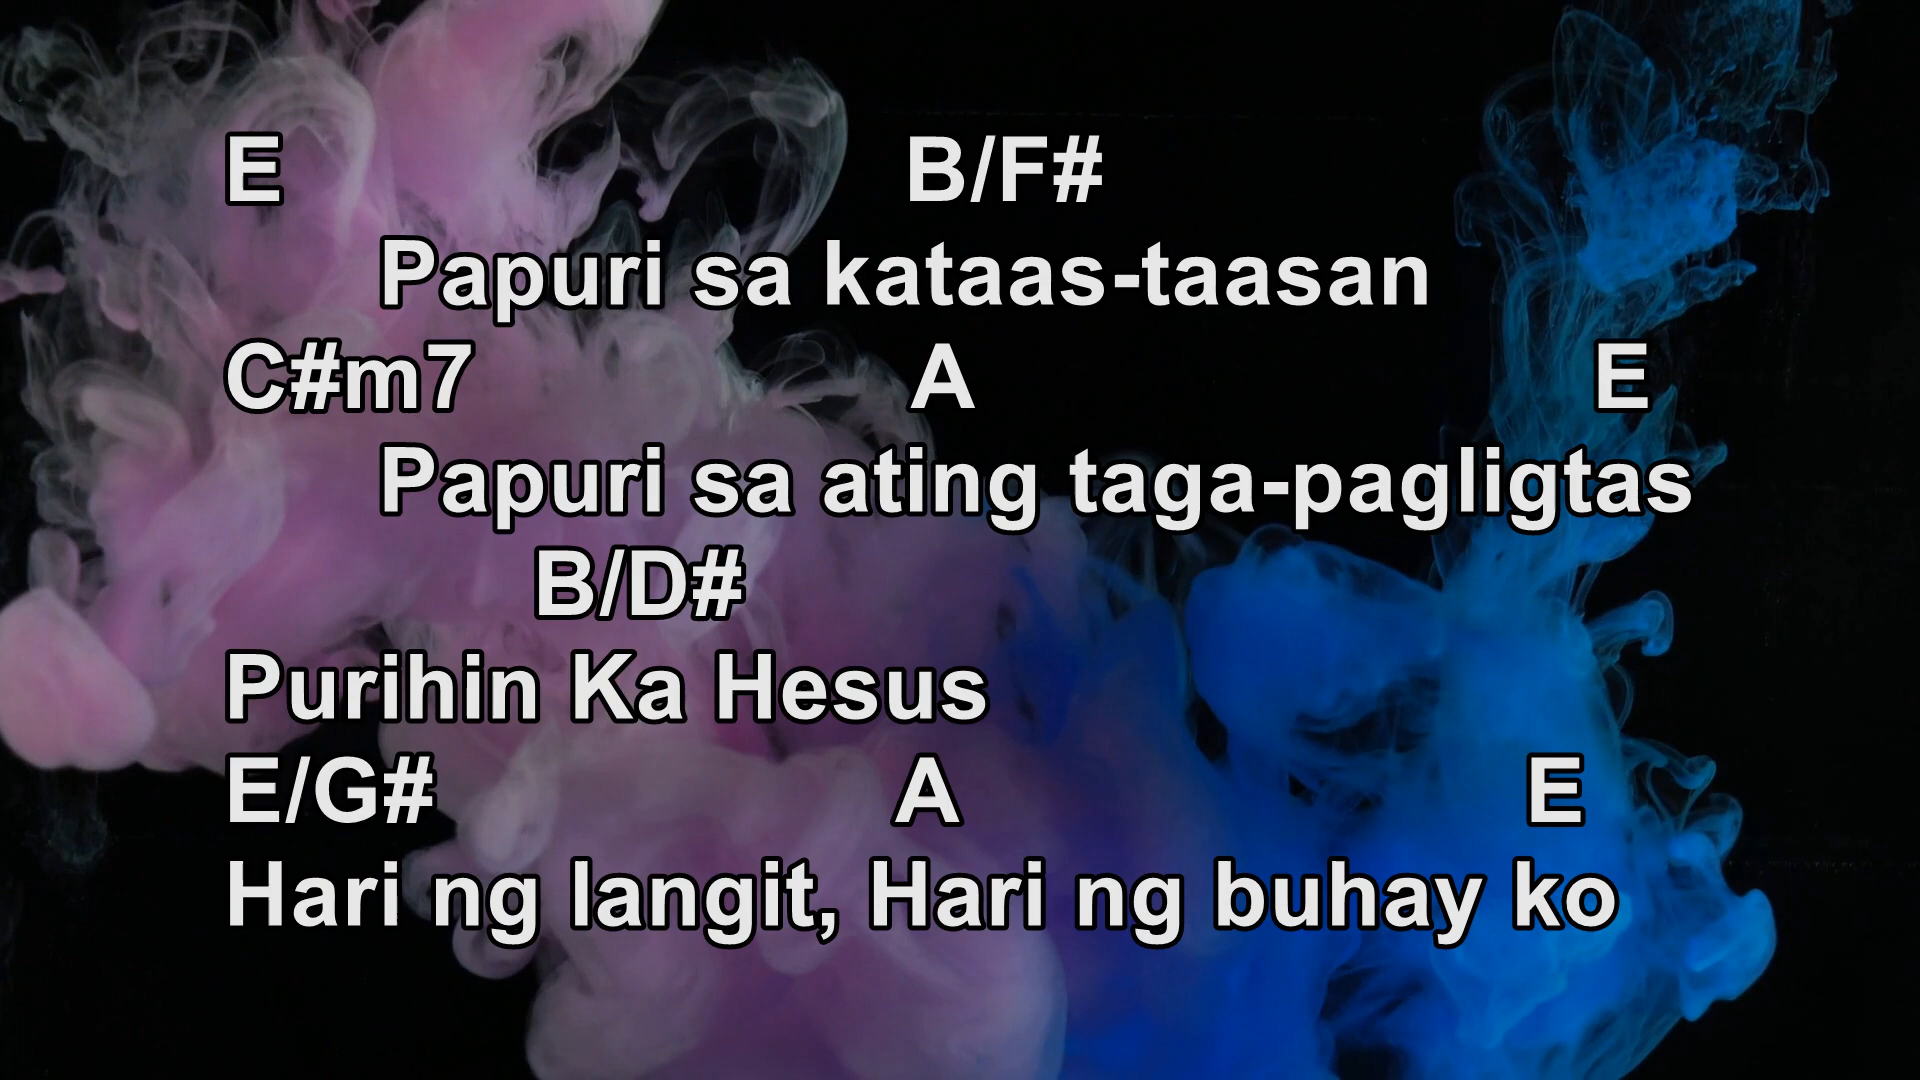 E B/F#
Papuri sa kataas-taasan
C#m7 A E
Papuri sa ating taga-pagligtas
B/D#
Purihin Ka Hesus
E/G# A E
Hari ng langit, Hari ng buhay ko